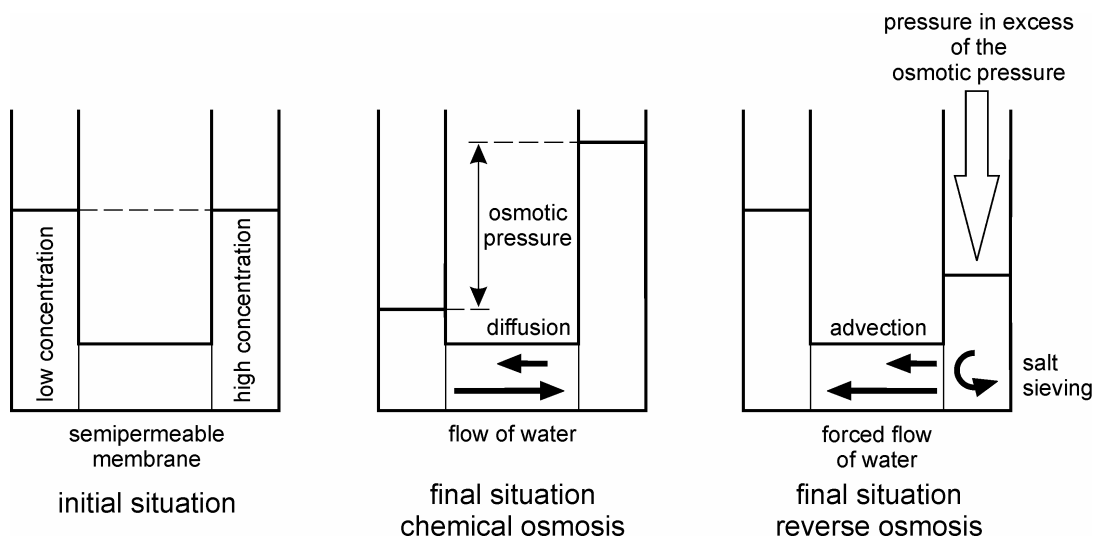 pressure in excess
of the
osmotic pressure
low concentration
high concentration
semipermeable
membrane
initial situation
osmotic
pressure
diffusion
flow of water
final situation
chemical osmosis
advection
salt
sieving
forced flow
of water
final situation
reverse osmosis